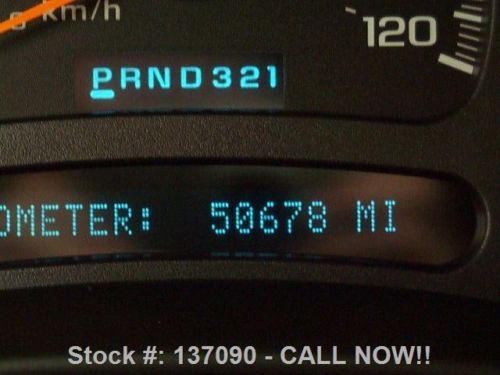 km/h
120
PRND321
OMETER: 50678 MI
Stock #: 137090 - CALL NOW!!